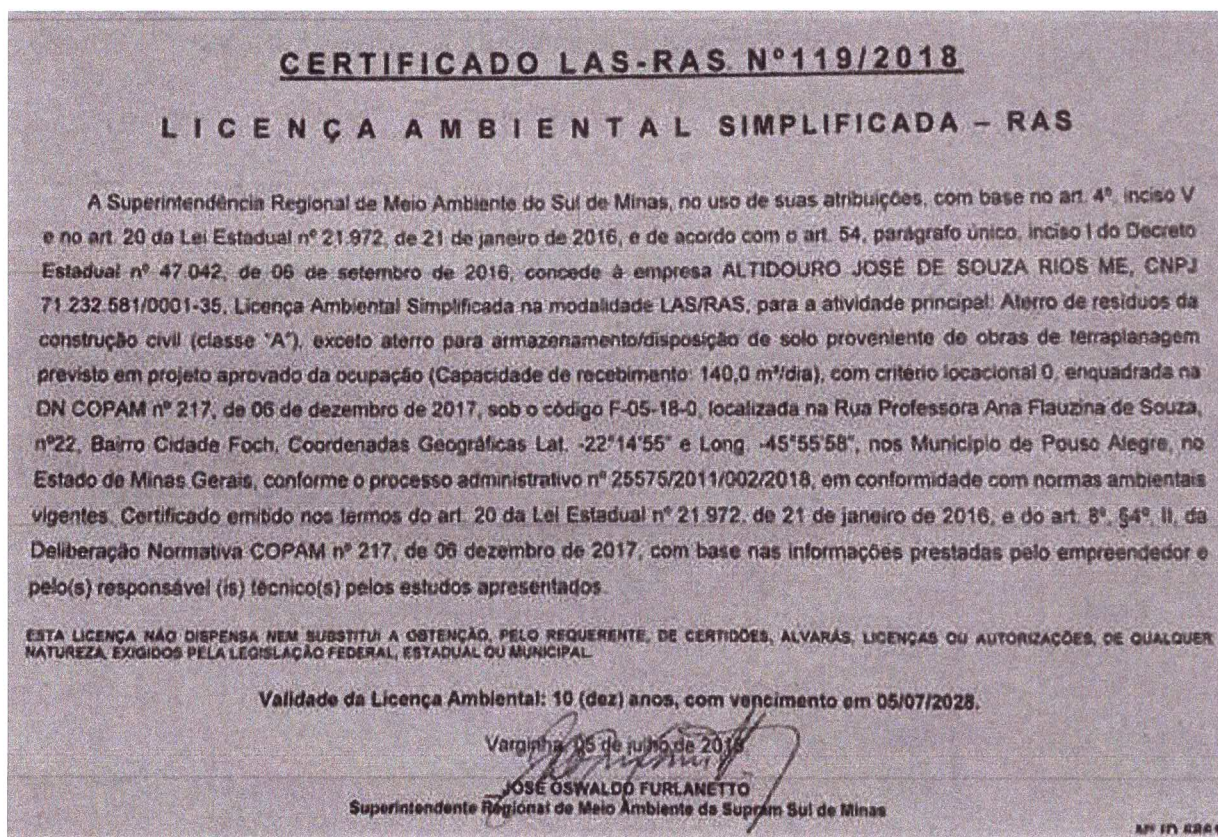 CERTIFICADO LAS-RAS Nº119/2018
LICENÇA AMBIENTAL SIMPLIFICADA – RAS
A Superintendência Regional de Meio Ambiente do Sul de Minas, no uso de suas atribuições, com base no art. 4º, inciso V
e no art. 20 da Lei Estadual nº 21.972, de 21 de janeiro de 2016, e de acordo com o art. 54, parágrafo único, inciso I do Decreto
Estadual nº 47.042, de 06 de setembro de 2016, concede à empresa ALTIDOURO JOSÉ DE SOUZA RIOS ME, CNPJ
71.232.581/0001-35, Licença Ambiental Simplificada na modalidade LAS/RAS, para a atividade principal: Aterro de resíduos da
construção civil (classe "A"), exceto aterro para armazenamento/disposição de solo proveniente de obras de terraplanagem
previsto em projeto aprovado da ocupação (Capacidade de recebimento: 140,0 m³/dia), com critério locacional 0, enquadrada na
DN COPAM nº 217, de 06 de dezembro de 2017, sob o código F-05-18-0, localizada na Rua Professora Ana Flauzina de Souza,
nº22, Bairro Cidade Foch, Coordenadas Geográficas Lat. -22°14'55" e Long. -45°55'58", nos Município de Pouso Alegre, no
Estado de Minas Gerais, conforme o processo administrativo nº 25575/2011/002/2018, em conformidade com normas ambientais
vigentes. Certificado emitido nos termos do art. 20 da Lei Estadual nº 21.972, de 21 de janeiro de 2016, e do art. 8º, §4º, II, da
Deliberação Normativa COPAM nº 217, de 06 dezembro de 2017, com base nas informações prestadas pelo empreendedor e
pelo(s) responsável (is) técnico(s) pelos estudos apresentados.
ESTA LICENÇA NÃO DISPENSA NEM SUBSTITUI A OBTENÇÃO, PELO REQUERENTE, DE CERTIDÕES, ALVARÁS, LICENÇAS OU AUTORIZAÇÕES, DE QUALQUER
NATUREZA, EXIGIDOS PELA LEGISLAÇÃO FEDERAL, ESTADUAL OU MUNICIPAL.
Validade da Licença Ambiental: 10 (dez) anos, com vencimento em 05/07/2028.
Varginha, 05 de julho de 2018
JOSÉ OSWALDO FURLANETTO
Superintendente Regional de Meio Ambiente da Supram Sul de Minas
Nº ID